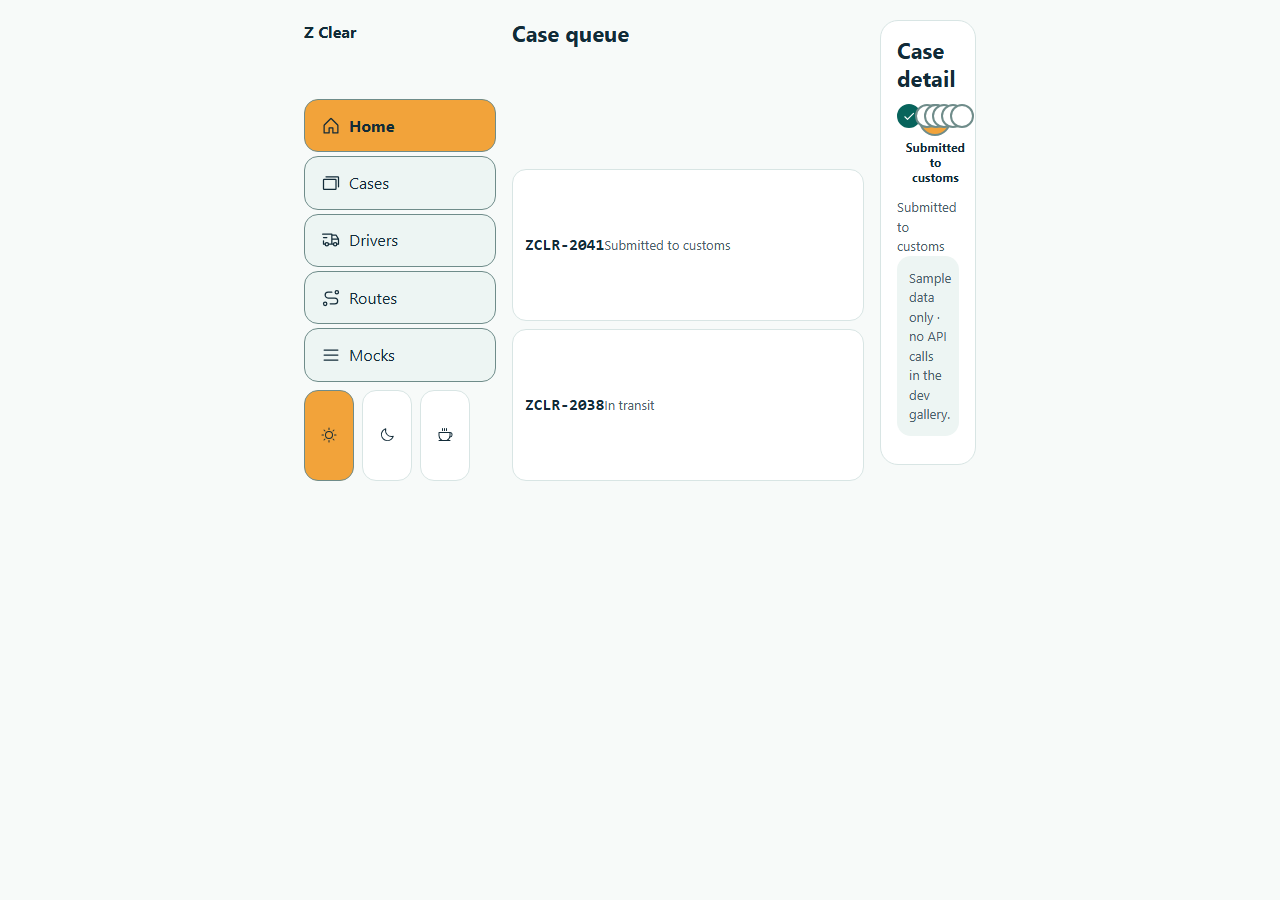 Z Clear
Home
Cases
Drivers
Routes
Mocks
Case queue
ZCLR-2041Submitted to customs
ZCLR-2038In transit
Case
detail
Submitted
to
customs
Submitted
to
customs
Sample
data
only ·
no API
calls
in the
dev
gallery.